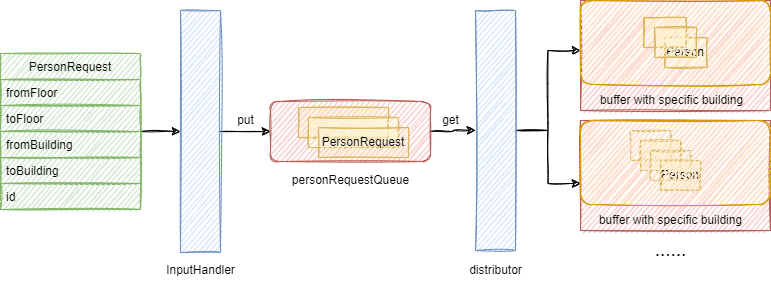 PersonRequest
fromFloor
toFloor
fromBuilding
toBuilding
id
InputHandler
put
PersonRequest
personRequestQueue
get
distributor
Person
buffer with specific building
Person
buffer with specific building
......